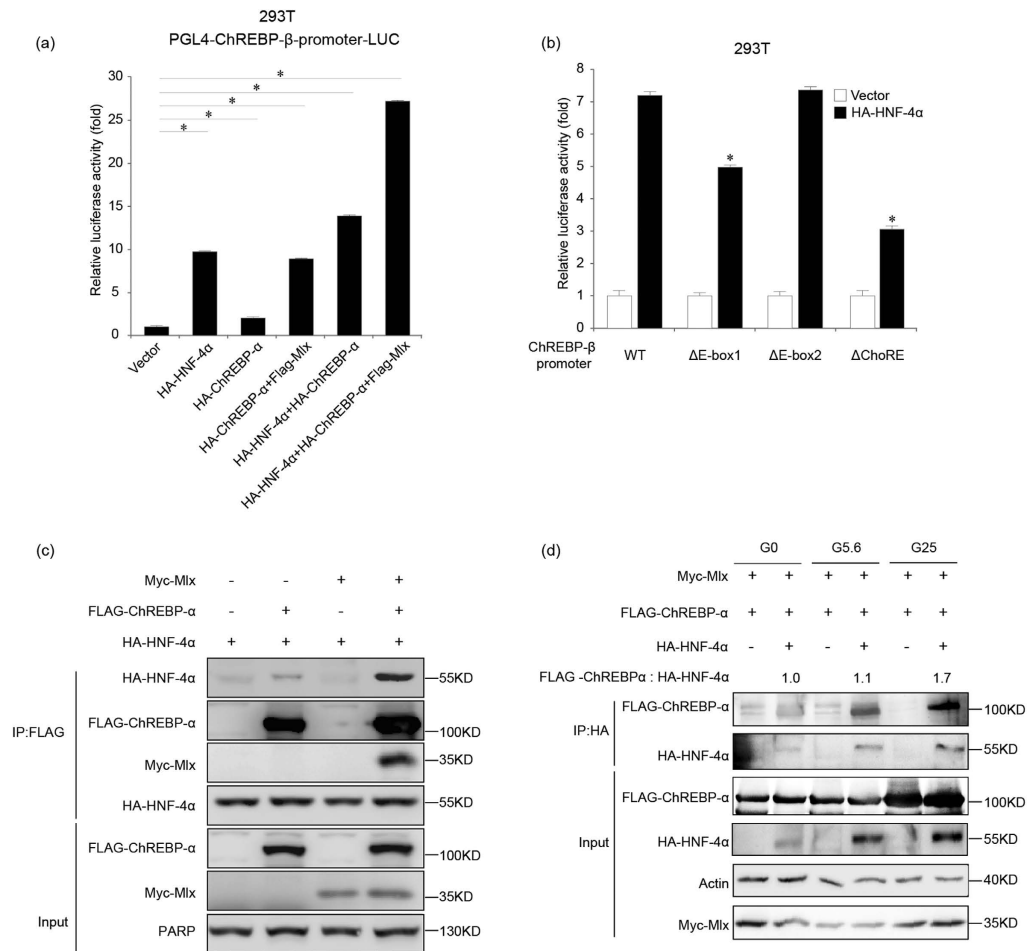 (a)
293T
PGL4-ChREBP-β-promoter-LUC
Relative luciferase activity (fold)
30
25
20
15
10
5
0
*
*
*
*
*
Vector
HA-HNF-4α
HA-ChREBP-α
HA-ChREBP-α+Flag-Mlx
HA-HNF-4α+HA-ChREBP-α
HA-HNF-4α+HA-ChREBP-α+Flag-Mlx
(b)
293T
Relative luciferase activity (fold)
8
7
6
5
4
3
2
1
0
Vector
HA-HNF-4α
*
*
ChREBP-β promoter
WT
ΔE-box1
ΔE-box2
ΔChoRE
(c)
Myc-Mlx - - + +
FLAG-ChREBP-α - + - +
HA-HNF-4α + + + +
IP:FLAG
HA-HNF-4α 55KD
FLAG-ChREBP-α 100KD
Myc-Mlx 35KD
HA-HNF-4α 55KD
Input
FLAG-ChREBP-α 100KD
Myc-Mlx 35KD
PARP 130KD
(d)
G0 G5.6 G25
Myc-Mlx + + + + + +
FLAG-ChREBP-α + + + + + +
HA-HNF-4α - + - + - +
FLAG -ChREBPα : HA-HNF-4α 1.0 1.1 1.7
IP:HA
FLAG-ChREBP-α 100KD
HA-HNF-4α 55KD
Input
FLAG-ChREBP-α 100KD
HA-HNF-4α 55KD
Actin 40KD
Myc-Mlx 35KD